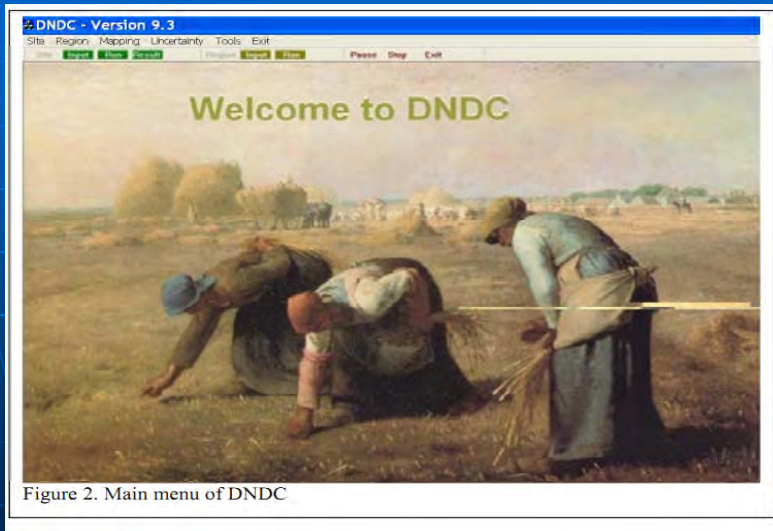 DNDC - Version 9.3
Site Region Mapping Uncertainty Tools Exit
Site Input Run Result Region Input Run Pause Stop Exit
Welcome to DNDC
Figure 2. Main menu of DNDC